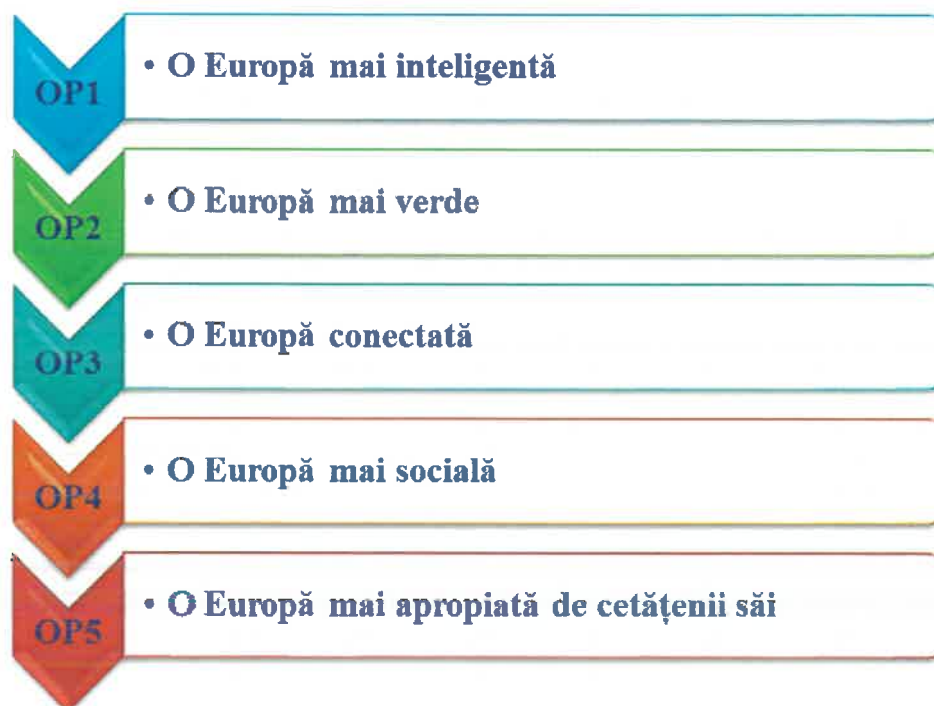 OP1
• O Europă mai inteligentă
OP2
• O Europă mai verde
OP3
• O Europă conectată
OP4
• O Europă mai socială
OP5
• O Europă mai apropiată de cetățenii săi